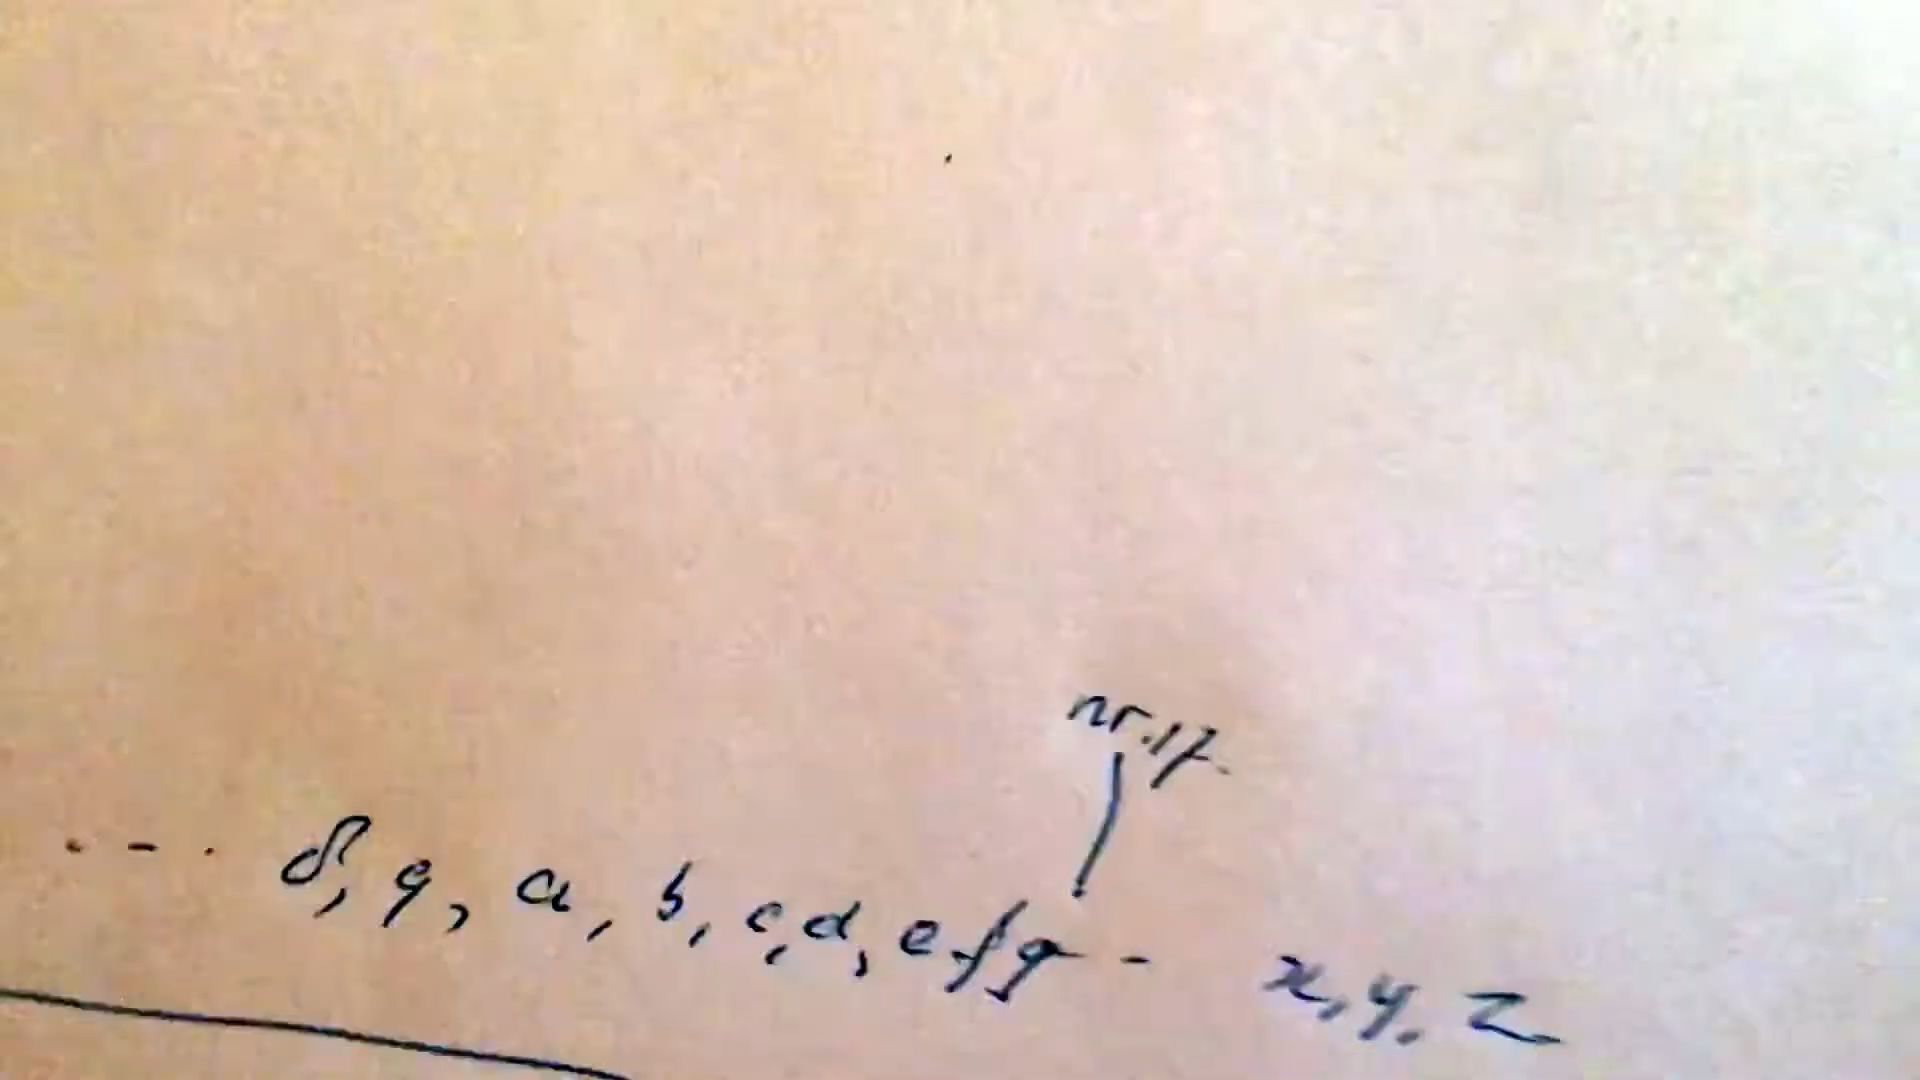 nr.17.
... 8, 9, a, b, c, d, e f g - x, y, z